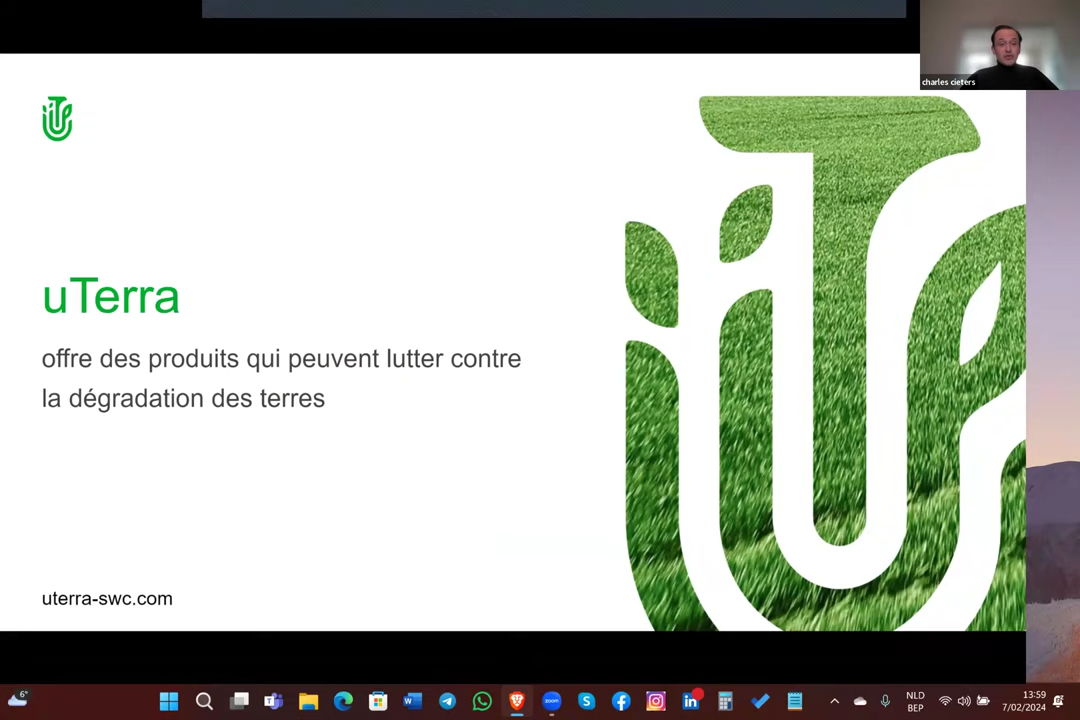 charles cieters
uTerra
offre des produits qui peuvent lutter contre
la dégradation des terres
uterra-swc.com
6°
NLD
BEP
13:59
7/02/2024